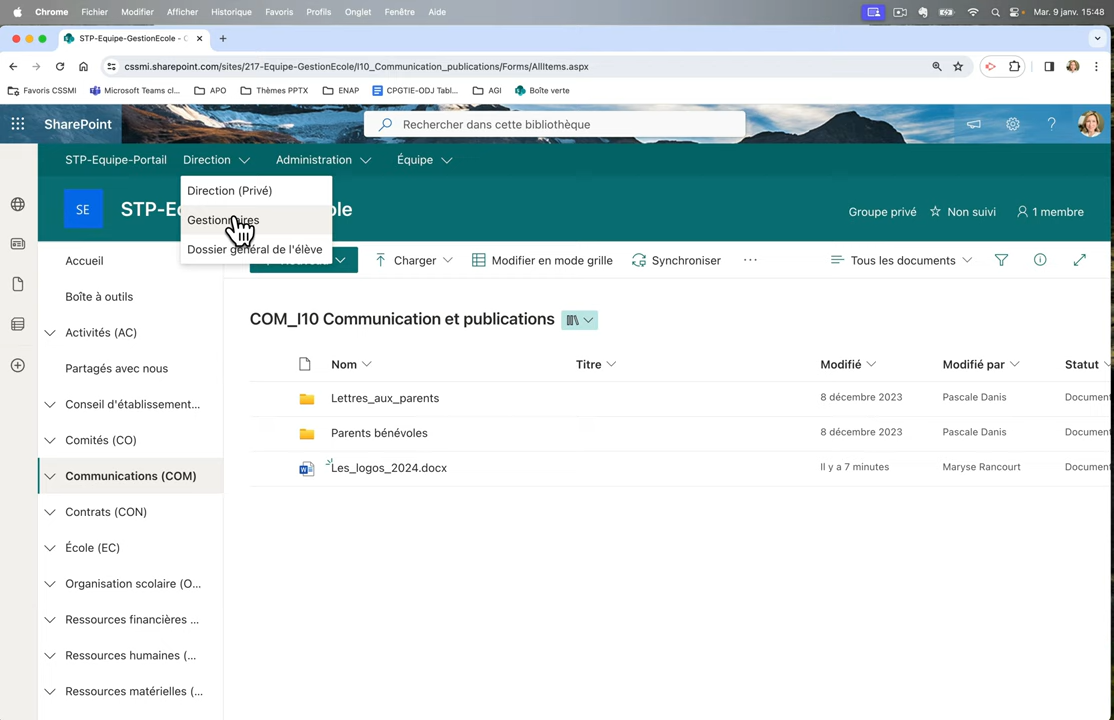 Chrome Fichier Modifier Afficher Historique Favoris Profils Onglet Fenêtre Aide Mar. 9 janv. 15:48
STP-Equipe-GestionEcole - C
cssmi.sharepoint.com/sites/217-Equipe-GestionEcole/I10_Communication_publications/Forms/AllItems.aspx
Favoris CSSMI Microsoft Teams cl... APO Thèmes PPTX ENAP CPGTIE-ODJ Tabl... AGI Boîte verte
SharePoint Rechercher dans cette bibliothèque
STP-Equipe-Portail Direction Administration Équipe
Direction (Privé)
SE STP-E le
Groupe privé Non suivi 1 membre
Gestionnaires
Dossier général de l'élève
Accueil Charger Modifier en mode grille Synchroniser ... Tous les documents
Boîte à outils
COM_I10 Communication et publications
Activités (AC)
Nom Titre Modifié Modifié par Statut
Partagés avec nous
Lettres_aux_parents 8 décembre 2023 Pascale Danis Document
Conseil d'établissement...
Parents bénévoles 8 décembre 2023 Pascale Danis Document
Comités (CO)
Les_logos_2024.docx Il y a 7 minutes Maryse Rancourt Document
Communications (COM)
Contrats (CON)
École (EC)
Organisation scolaire (O...
Ressources financières ...
Ressources humaines (...
Ressources matérielles (...